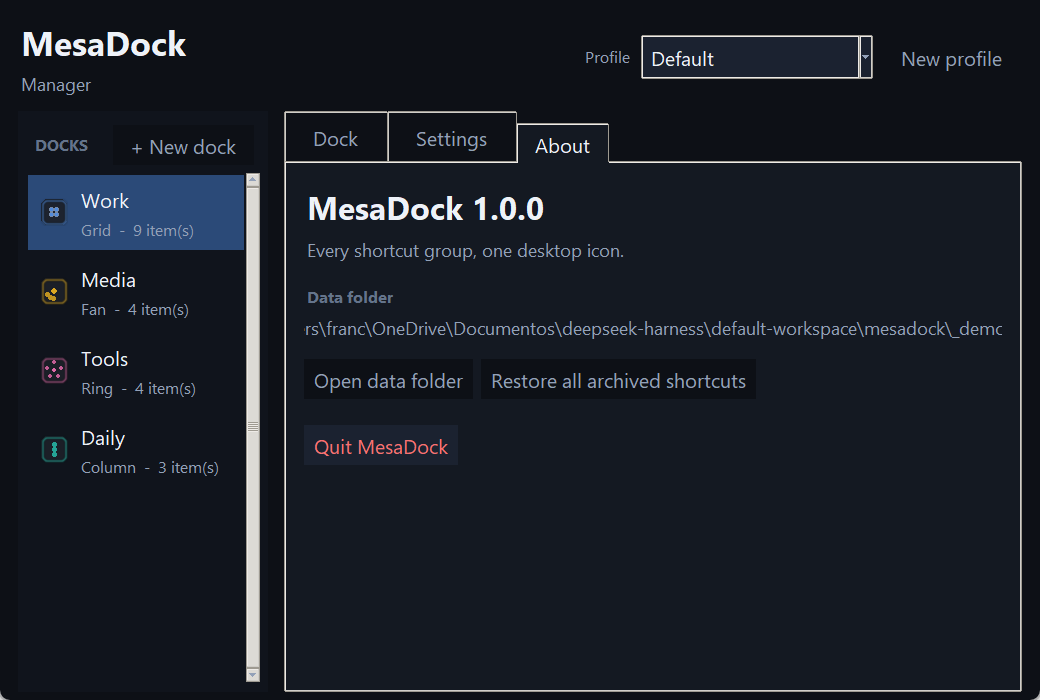 MesaDock
Manager
Profile
Default
New profile
DOCKS
+ New dock
Work
Grid - 9 item(s)
Media
Fan - 4 item(s)
Tools
Ring - 4 item(s)
Daily
Column - 3 item(s)
Dock
Settings
About
MesaDock 1.0.0
Every shortcut group, one desktop icon.
Data folder
rs\franc\OneDrive\Documentos\deepseek-harness\default-workspace\mesadock\_demo
Open data folder
Restore all archived shortcuts
Quit MesaDock